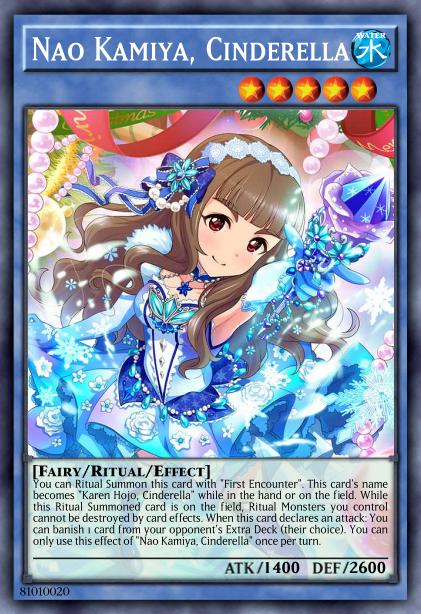 Nao Kamiya, Cinderella
WATER
水
Christmas
[Fairy/Ritual/Effect]
You can Ritual Summon this card with "First Encounter". This card's name
becomes "Karen Hojo, Cinderella" while in the hand or on the field. While
this Ritual Summoned card is on the field, Ritual Monsters you control
cannot be destroyed by card effects. When this card declares an attack: You
can banish 1 card from your opponent's Extra Deck (their choice). You can
only use this effect of "Nao Kamiya, Cinderella" once per turn.
ATK/1400 DEF/2600
81010020